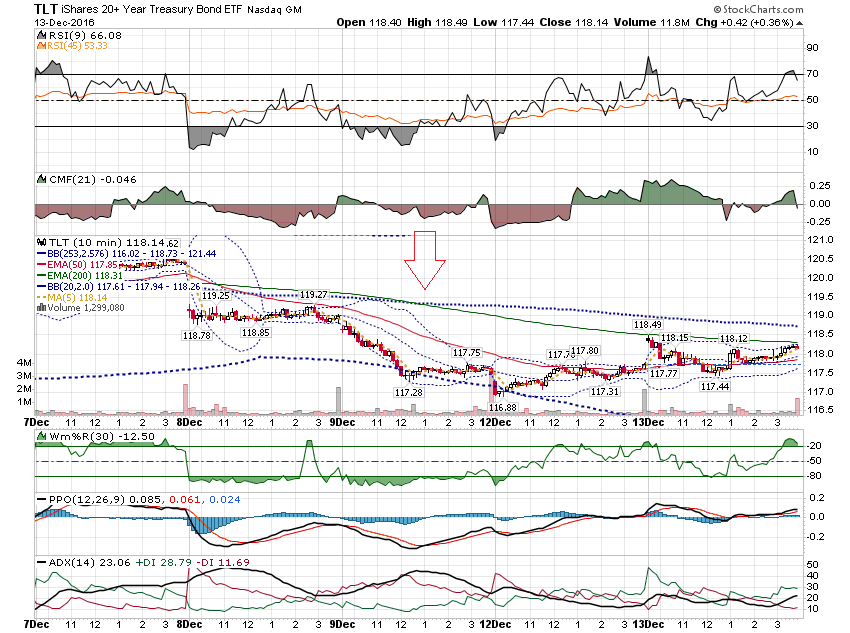 TLT iShares 20+ Year Treasury Bond ETF Nasdaq GM
© StockCharts.com
13-Dec-2016
Open 118.40 High 118.49 Low 117.44 Close 118.14 Volume 11.8M Chg +0.42 (+0.36%)
RSI(9) 66.08
RSI(45) 53.33
90
70
50
30
10
CMF(21) -0.046
0.25
0.00
-0.25
TLT (10 min) 118.14
BB(253,2.576) 116.02 - 118.73 - 121.44
EMA(50) 117.85
EMA(200) 118.31
BB(20,2.0) 117.61 - 117.94 - 118.26
MA(5) 118.14
Volume 1,299,080
121.0
120.5
120.0
119.5
119.0
118.5
118.0
117.5
117.0
116.5
4M
3M
2M
1M
118.78
119.25
118.85
119.27
117.28
117.75
116.88
117.80
117.31
118.49
117.77
118.15
117.44
118.12
7Dec 1 2 3 8Dec 11 12 1 2 3 9Dec 11 12 1 2 3 12Dec 11 12 1 2 3 13Dec 11 12 1 2 3
Wm%R(30) -12.50
-20
-50
-80
PPO(12,26,9) 0.085, 0.061, 0.024
0.2
0.0
-0.2
ADX(14) 23.06 +DI 28.79 -DI 11.69
50
40
30
20
10
7Dec 1 2 3 8Dec 11 12 1 2 3 9Dec 11 12 1 2 3 12Dec 11 12 1 2 3 13Dec 11 12 1 2 3